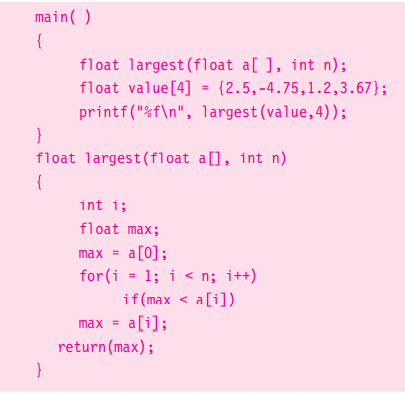 main( )
{
float largest(float a[ ], int n);
float value[4] = {2.5,-4.75,1.2,3.67};
printf("%f\n", largest(value,4));
}
float largest(float a[], int n)
{
int i;
float max;
max = a[0];
for(i = 1; i < n; i++)
if(max < a[i])
max = a[i];
return(max);
}